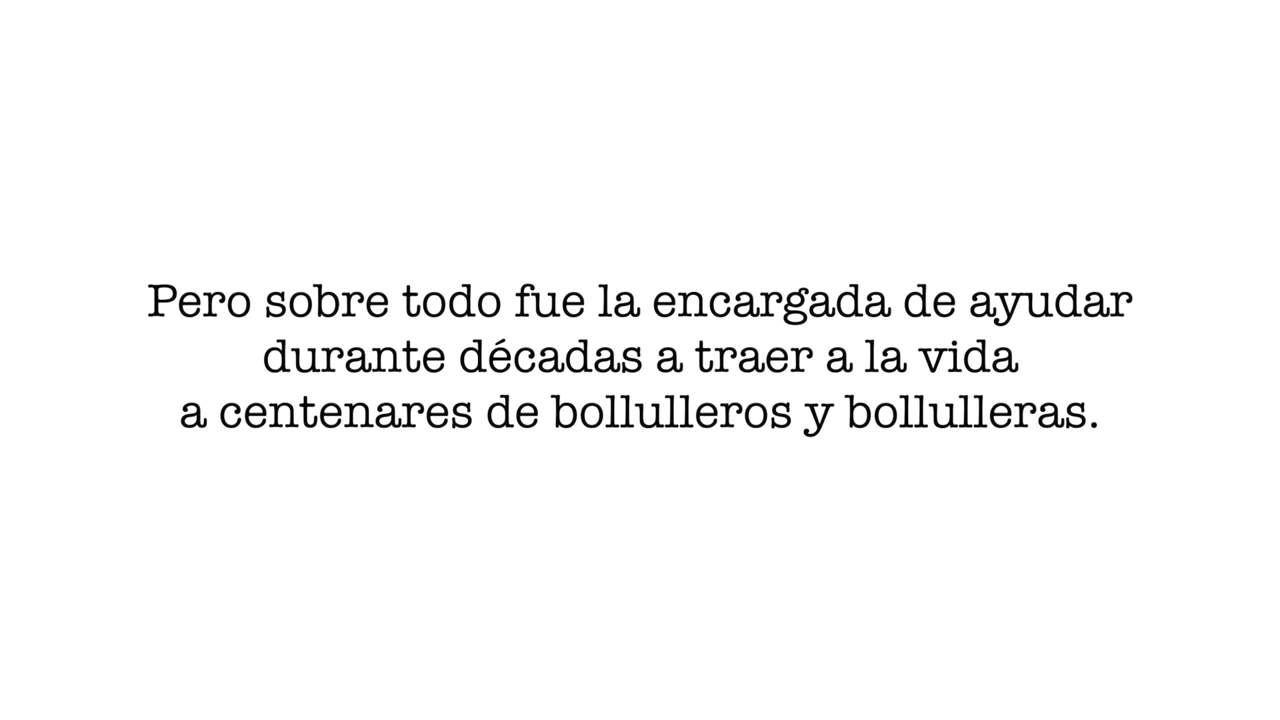 Pero sobre todo fue la encargada de ayudar
durante décadas a traer a la vida
a centenares de bollulleros y bollulleras.